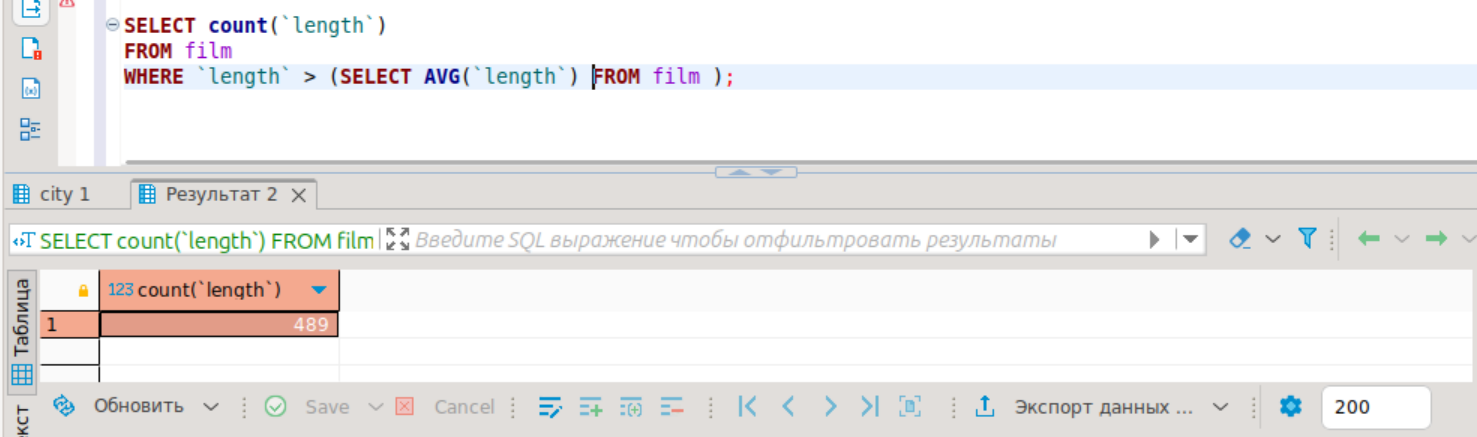 SELECT count(`length`)
FROM film
WHERE `length` > (SELECT AVG(`length`) FROM film );
city 1
Результат 2
SELECT count(`length`) FROM film
Введите SQL выражение чтобы отфильтровать результаты
Таблица
123 count(`length`)
1
489
Обновить
Save
Cancel
Экспорт данных ...
200